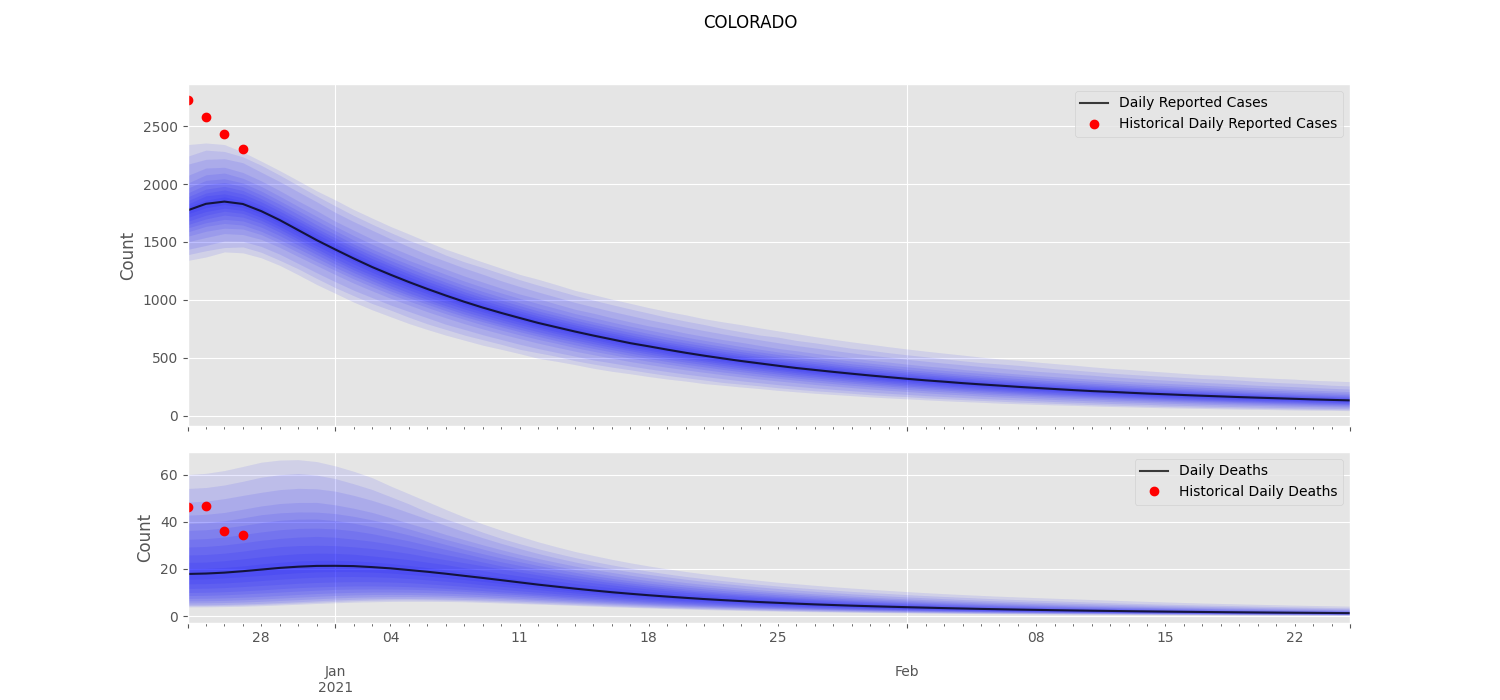 COLORADO
Daily Reported Cases
Historical Daily Reported Cases
2500
2000
1500
1000
500
0
Count
Daily Deaths
Historical Daily Deaths
60
40
20
0
Count
28 04 11 18 25 08 15 22
Jan Feb
2021